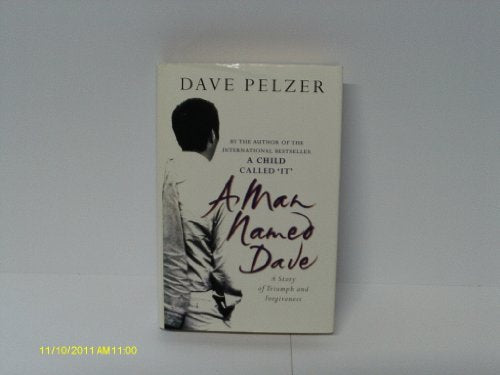 DAVE PELZER
BY THE AUTHOR OF THE
INTERNATIONAL BESTSELLER
A CHILD
CALLED 'IT'
A Man
Named
Dave
A Story
of Triumph and
Forgiveness
11/10/2011 AM11:00